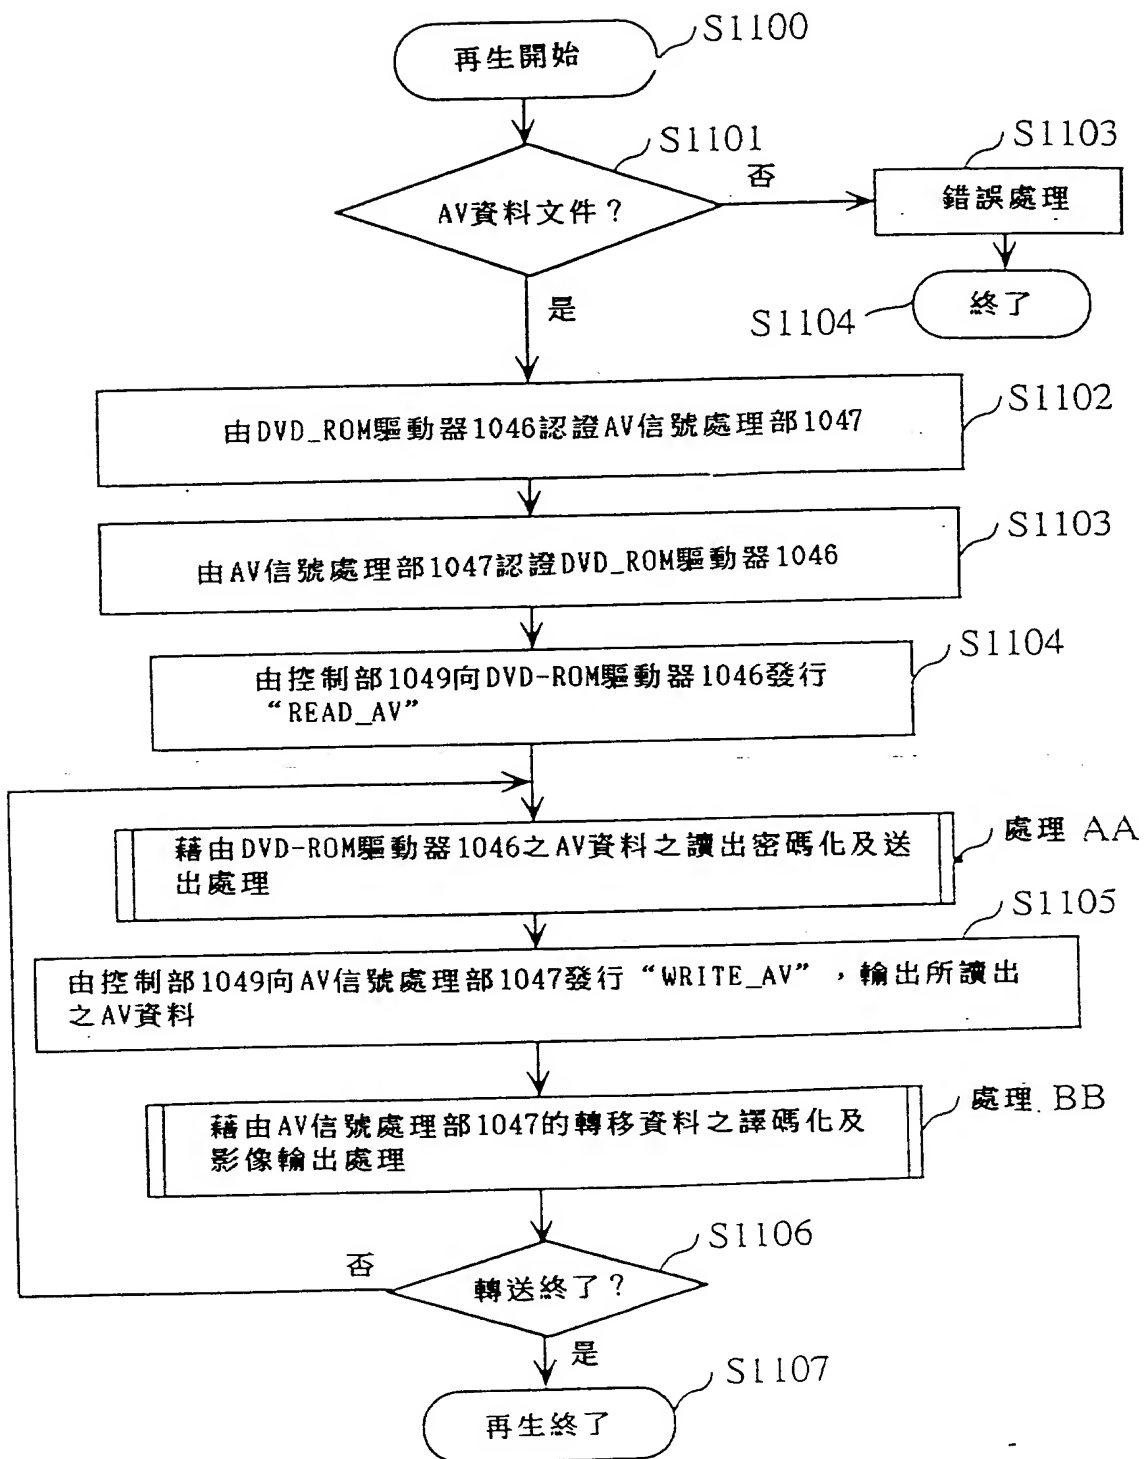 再生開始
S1100
S1101
AV資料文件？
否
S1103
錯誤處理
S1104
終了
是
S1102
由DVD_ROM驅動器1046認證AV信號處理部1047
S1103
由AV信號處理部1047認證DVD_ROM驅動器1046
S1104
由控制部1049向DVD-ROM驅動器1046發行
“READ_AV”
藉由DVD-ROM驅動器1046之AV資料之讀出密碼化及送
出處理
處理 AA
S1105
由控制部1049向AV信號處理部1047發行“WRITE_AV”，輸出所讀出
之AV資料
藉由AV信號處理部1047的轉移資料之譯碼化及
影像輸出處理
處理 BB
S1106
轉送終了？
否
是
S1107
再生終了